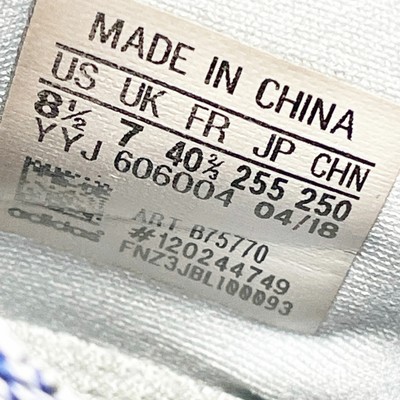 MADE IN CHINA
US UK FR JP CHN
8½ 7 40⅔ 255 250
YYJ 606004 04/18
ART B75770
#120244749
FNZ3JBL100093
adidas